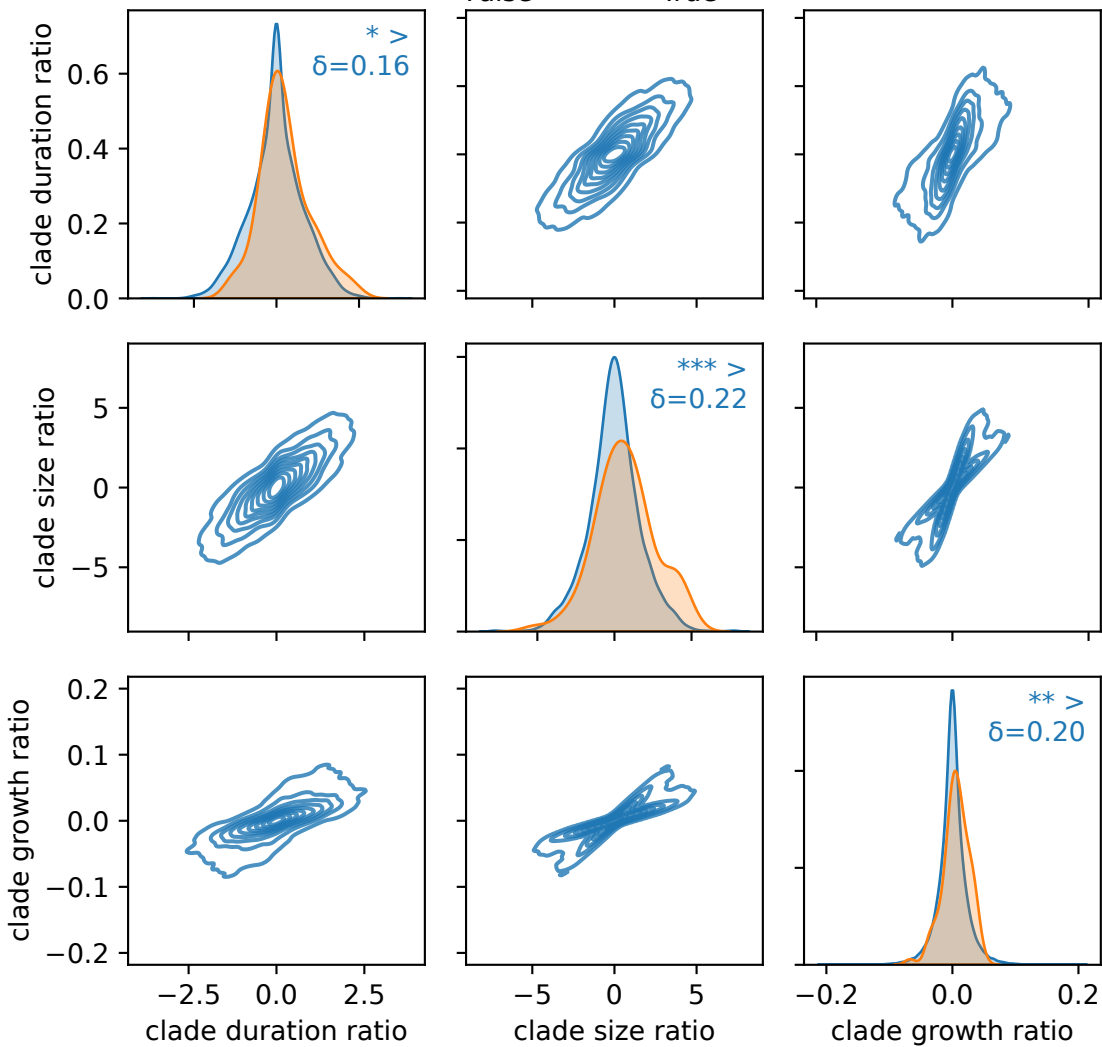 * >
δ=0.16
clade duration ratio
0.6
0.4
0.2
0.0
*** >
δ=0.22
clade size ratio
5
0
−5
** >
δ=0.20
clade growth ratio
0.2
0.1
0.0
−0.1
−0.2
−2.5 0.0 2.5
clade duration ratio
−5 0 5
clade size ratio
−0.2 0.0 0.2
clade growth ratio